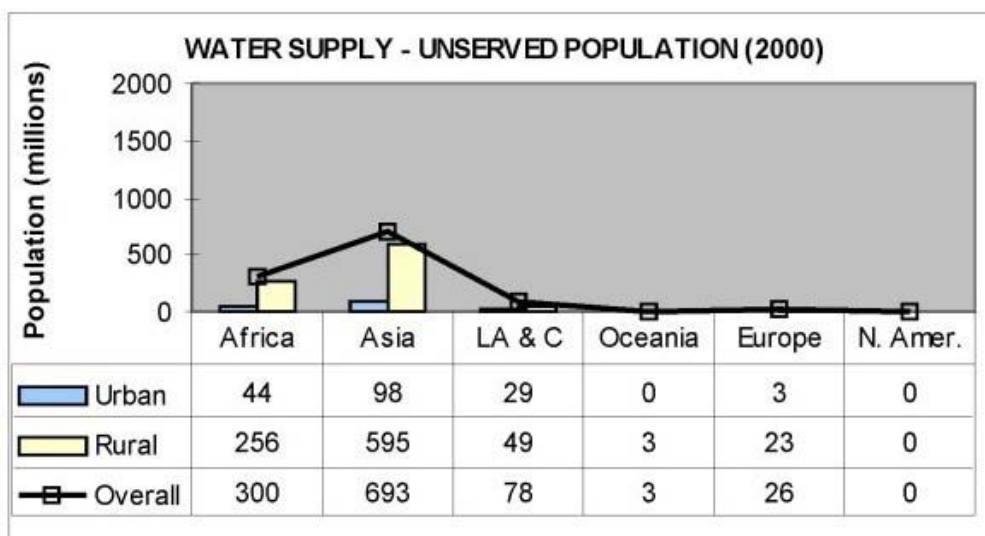 WATER SUPPLY - UNSERVED POPULATION (2000)
Population (millions)
2000
1500
1000
500
0
Africa Asia LA & C Oceania Europe N. Amer.
Urban 44 98 29 0 3 0
Rural 256 595 49 3 23 0
Overall 300 693 78 3 26 0